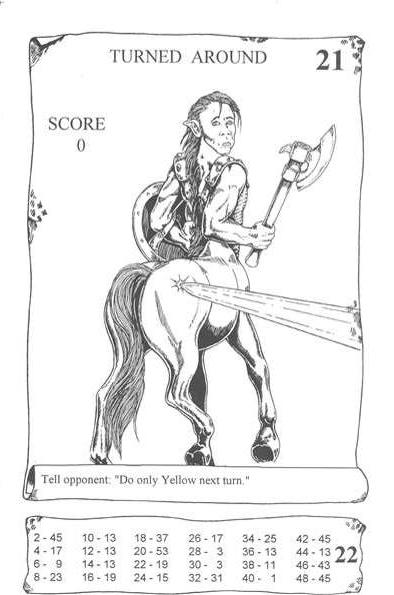 TURNED AROUND 21
SCORE
0
Tell opponent: "Do only Yellow next turn."
2 - 45 10 - 13 18 - 37 26 - 17 34 - 25 42 - 45
4 - 17 12 - 13 20 - 53 28 - 3 36 - 13 44 - 13
6 - 9 14 - 13 22 - 19 30 - 3 38 - 11 46 - 43
8 - 23 16 - 19 24 - 15 32 - 31 40 - 1 48 - 45
22